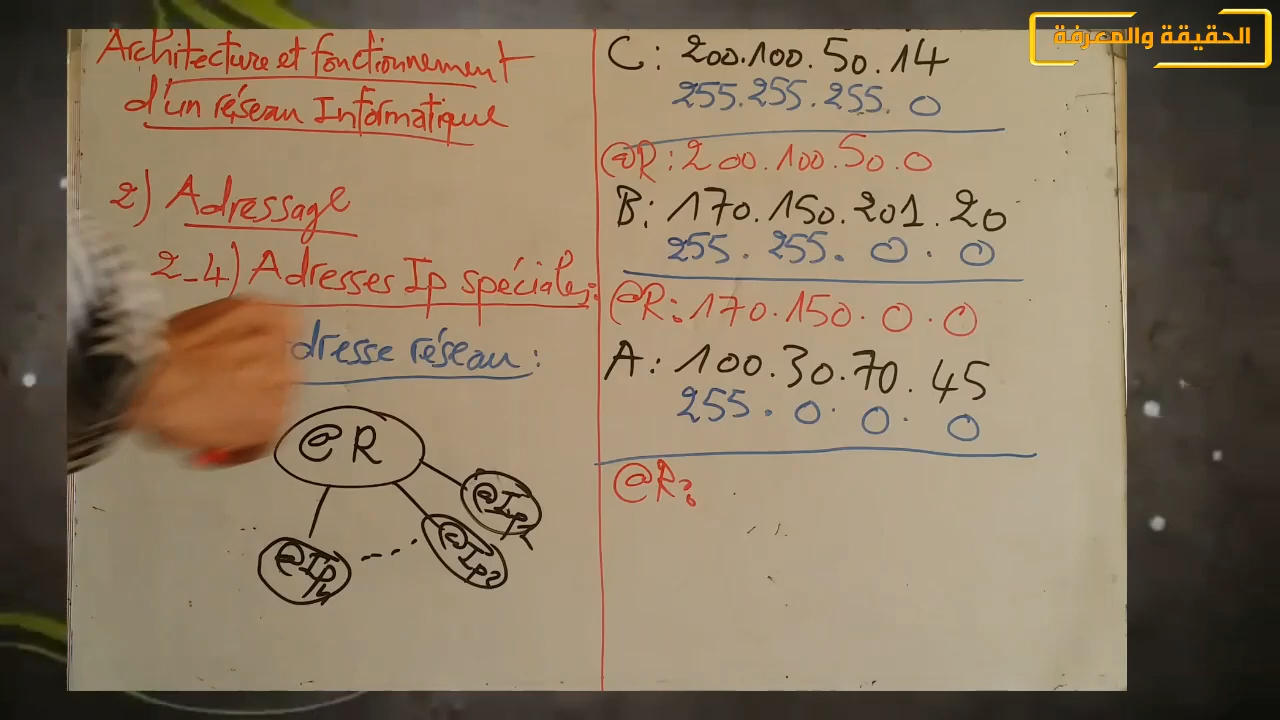 الحقيقة والمعرفة
Architecture et fonctionnement
d'un réseau Informatique
2) Adressage
2_4) Adresses Ip spéciales:
dresse réseau:
@R
@Ip1
@Ip2
C: 200.100.50.14
255.255.255.0
@R: 200.100.50.0
B: 170.150.201.20
255.255.0.0
@R: 170.150.0.0
A: 100.30.70.45
255.0.0.0
@R: